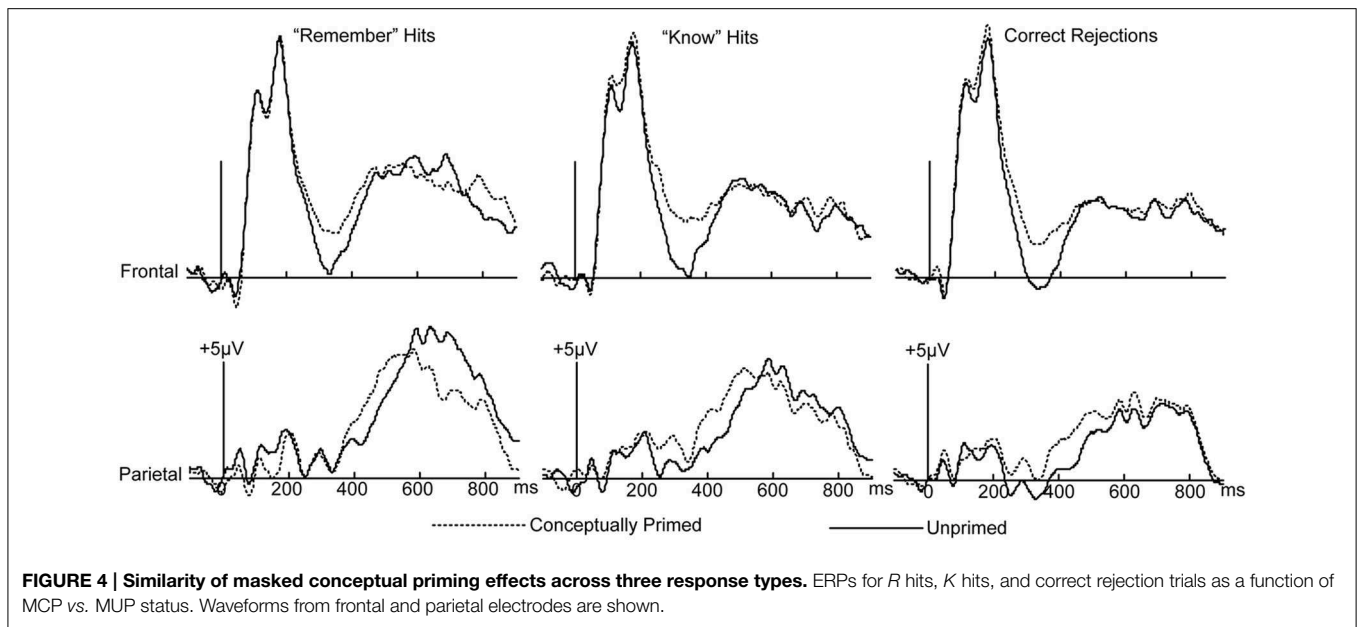 “Remember” Hits
“Know” Hits
Correct Rejections
Frontal
+5µV
+5µV
+5µV
Parietal
0 200 400 600 800 ms
0 200 400 600 800 ms
0 200 400 600 800 ms
Conceptually Primed
Unprimed
FIGURE 4 | Similarity of masked conceptual priming effects across three response types. ERPs for R hits, K hits, and correct rejection trials as a function of
MCP vs. MUP status. Waveforms from frontal and parietal electrodes are shown.